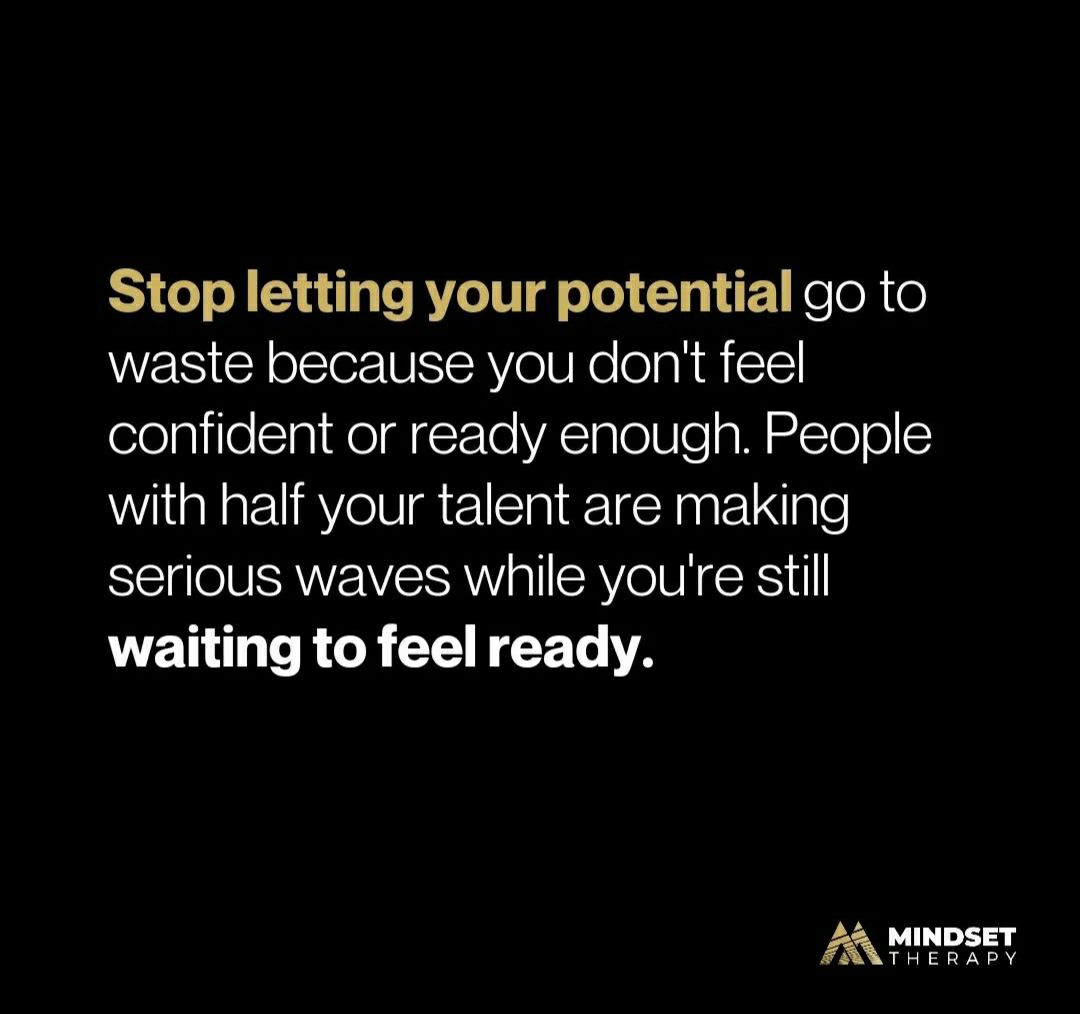 Stop letting your potential go to
waste because you don't feel
confident or ready enough. People
with half your talent are making
serious waves while you're still
waiting to feel ready.
MINDSET
THERAPY